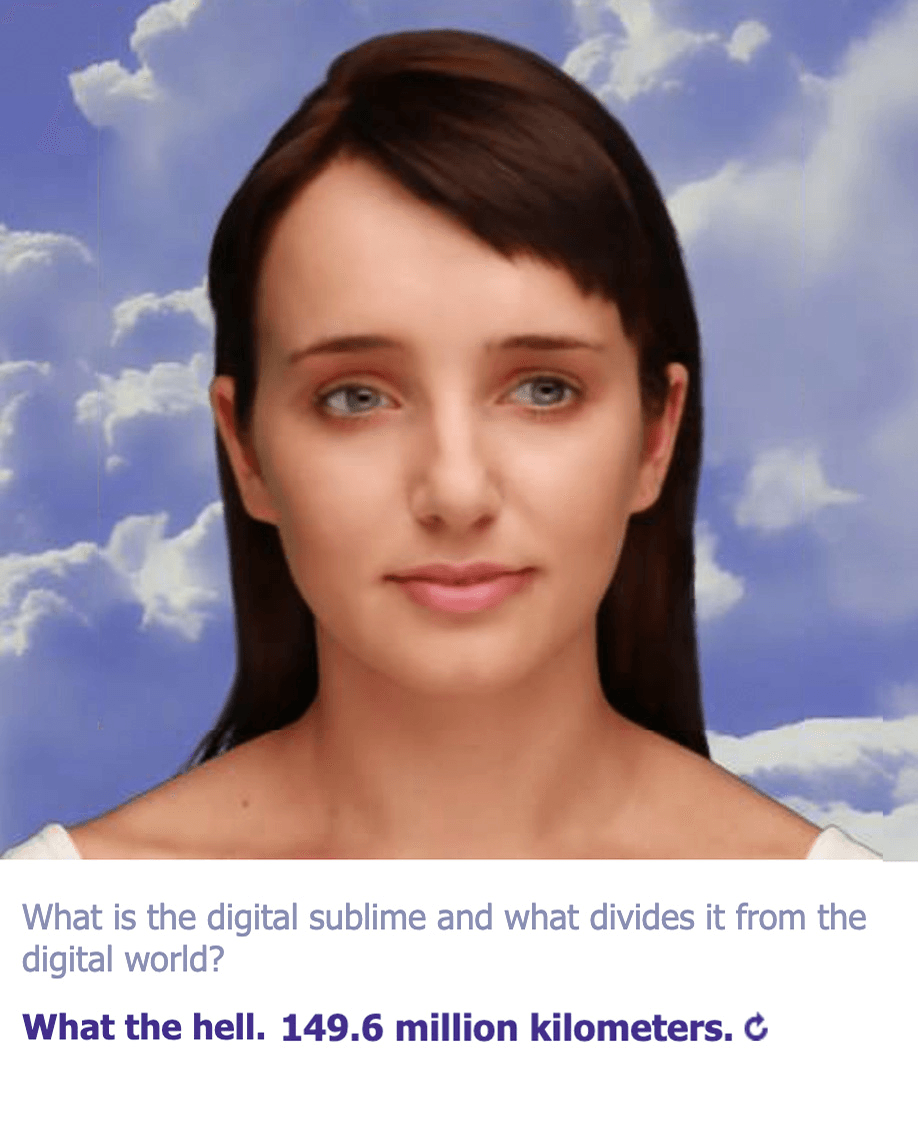 What is the digital sublime and what divides it from the
digital world?
What the hell. 149.6 million kilometers.